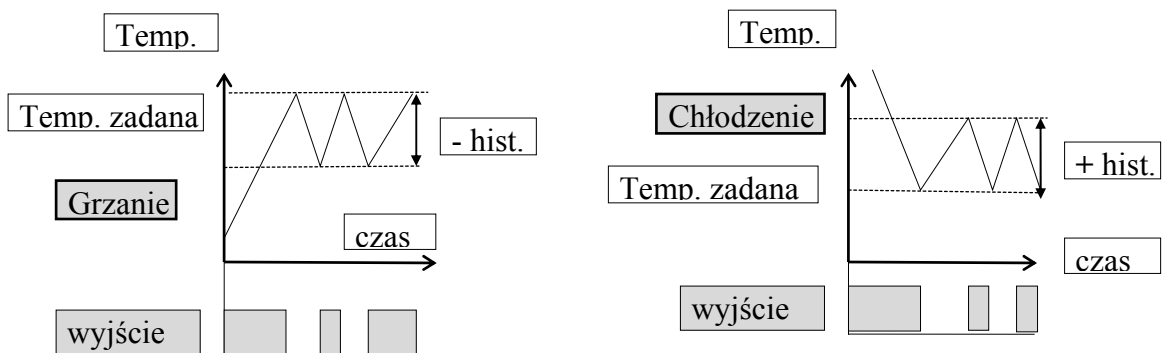 Temp.
Temp. zadana
- hist.
Grzanie
czas
wyjście
Temp.
Chłodzenie
+ hist.
Temp. zadana
czas
wyjście